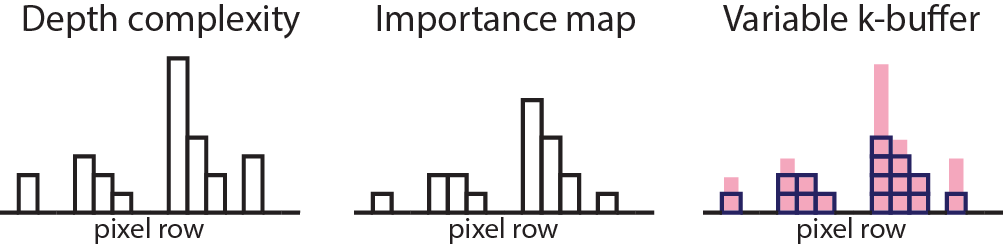 Depth complexity
Importance map
Variable k-buffer
pixel row
pixel row
pixel row